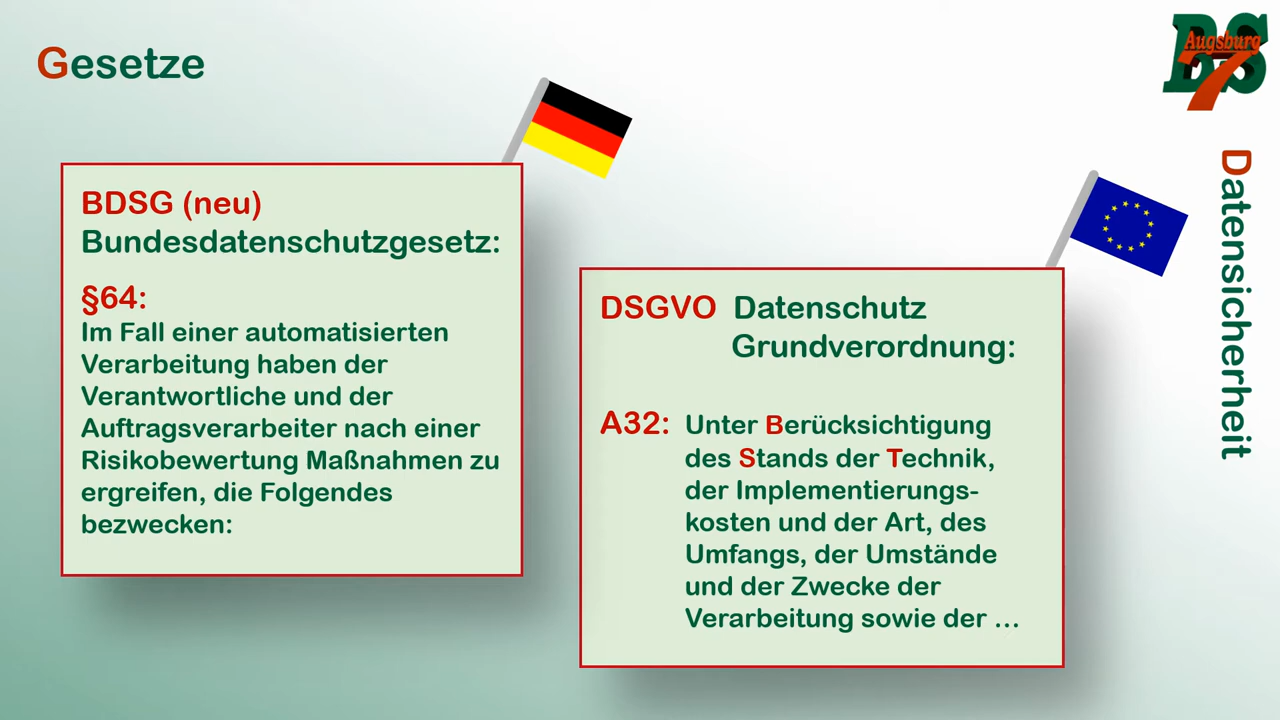 Gesetze
BS
Augsburg
7
Datensicherheit
BDSG (neu)
Bundesdatenschutzgesetz:
§64:
Im Fall einer automatisierten
Verarbeitung haben der
Verantwortliche und der
Auftragsverarbeiter nach einer
Risikobewertung Maßnahmen zu
ergreifen, die Folgendes
bezwecken:
DSGVO Datenschutz
Grundverordnung:
A32: Unter Berücksichtigung
des Stands der Technik,
der Implementierungs-
kosten und der Art, des
Umfangs, der Umstände
und der Zwecke der
Verarbeitung sowie der ...